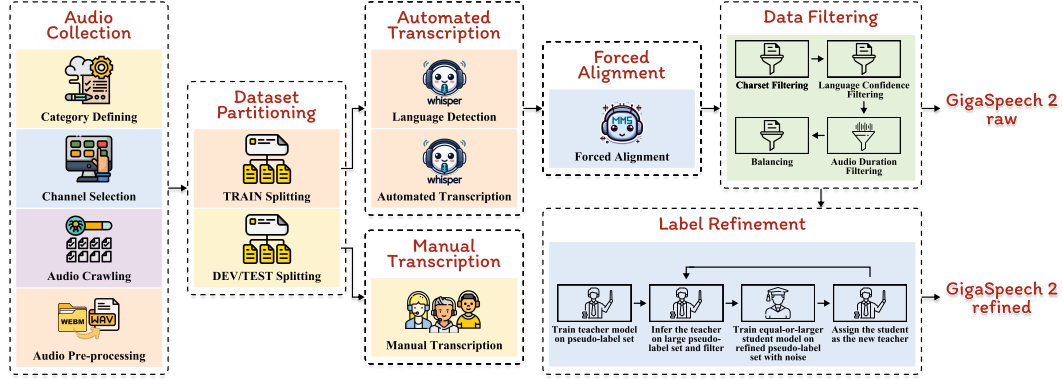 Audio
Collection
Category Defining
Channel Selection
Audio Crawling
WEBM
WAV
Audio Pre-processing
Dataset
Partitioning
TRAIN Splitting
DEV/TEST Splitting
Automated
Transcription
whisper
Language Detection
whisper
Automated Transcription
Manual
Transcription
Manual Transcription
Forced
Alignment
MMS
Forced Alignment
Data Filtering
Charset Filtering
Language Confidence
Filtering
Balancing
Audio Duration
Filtering
GigaSpeech 2
raw
Label Refinement
Train teacher model
on pseudo-label set
Infer the teacher
on large pseudo-
label set and filter
Train equal-or-larger
student model on
refined pseudo-label
set with noise
Assign the student
as the new teacher
GigaSpeech 2
refined